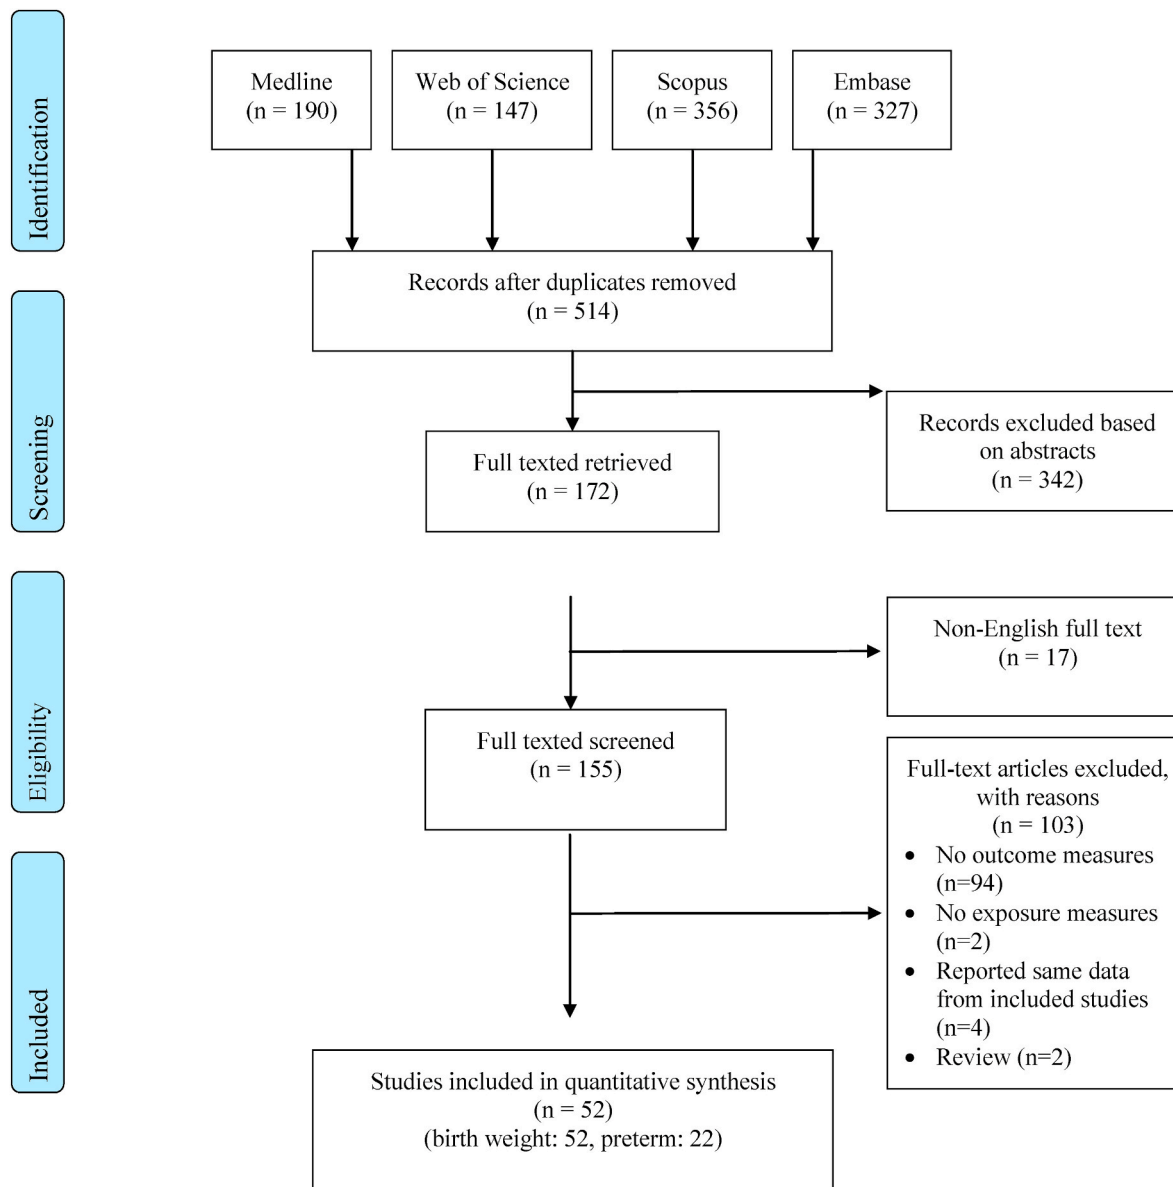 Identification
Medline
(n = 190)
Web of Science
(n = 147)
Scopus
(n = 356)
Embase
(n = 327)
Records after duplicates removed
(n = 514)
Screening
Records excluded based
on abstracts
(n = 342)
Full texted retrieved
(n = 172)
Eligibility
Non-English full text
(n = 17)
Full texted screened
(n = 155)
Full-text articles excluded,
with reasons
(n = 103)
• No outcome measures
(n=94)
• No exposure measures
(n=2)
• Reported same data
from included studies
(n=4)
• Review (n=2)
Included
Studies included in quantitative synthesis
(n = 52)
(birth weight: 52, preterm: 22)